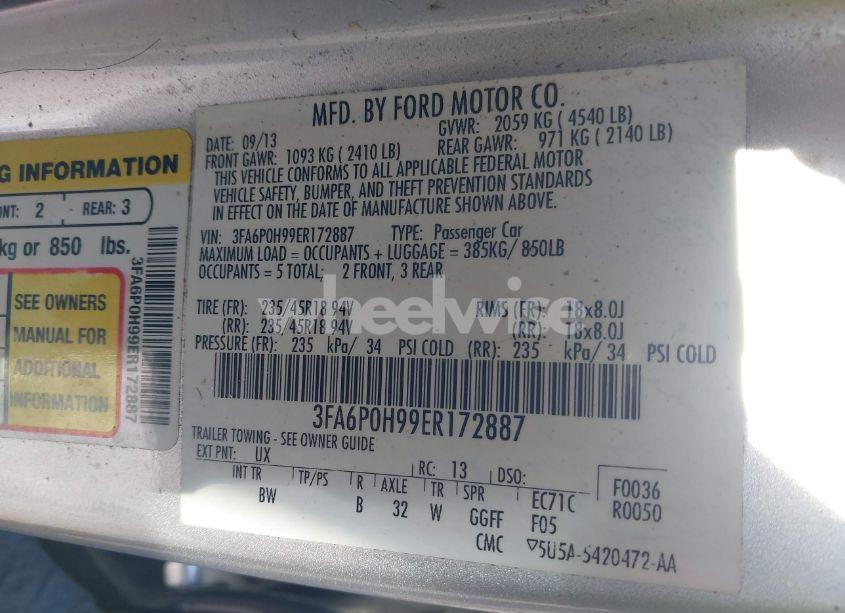 G INFORMATION
NT: 2 - REAR: 3
kg or 850 lbs.
SEE OWNERS
MANUAL FOR
ADDITIONAL
INFORMATION
3FA6P0H99ER172887
MFD. BY FORD MOTOR CO.
DATE: 09/13 GVWR: 2059 KG ( 4540 LB)
FRONT GAWR: 1093 KG ( 2410 LB) REAR GAWR: 971 KG ( 2140 LB)
THIS VEHICLE CONFORMS TO ALL APPLICABLE FEDERAL MOTOR
VEHICLE SAFETY, BUMPER, AND THEFT PREVENTION STANDARDS
IN EFFECT ON THE DATE OF MANUFACTURE SHOWN ABOVE.
VIN: 3FA6P0H99ER172887 TYPE: Passenger Car
MAXIMUM LOAD = OCCUPANTS + LUGGAGE = 385KG/ 850LB
OCCUPANTS = 5 TOTAL; 2 FRONT, 3 REAR
wheelwise
TIRE (FR): 235/45R18 94V RIMS (FR): 18x8.0J
(RR): 235/45R18 94V (RR): 18x8.0J
PRESSURE (FR): 235 kPa/ 34 PSI COLD (RR): 235 kPa/ 34 PSI COLD
3FA6P0H99ER172887
TRAILER TOWING - SEE OWNER GUIDE
EXT PNT: UX RC: 13 DSO:
INT TR TP/PS R AXLE TR SPR EC71C F0036
BW B 32 W GGFF F05 R0050
CMC ▽5U5A-5420472-AA